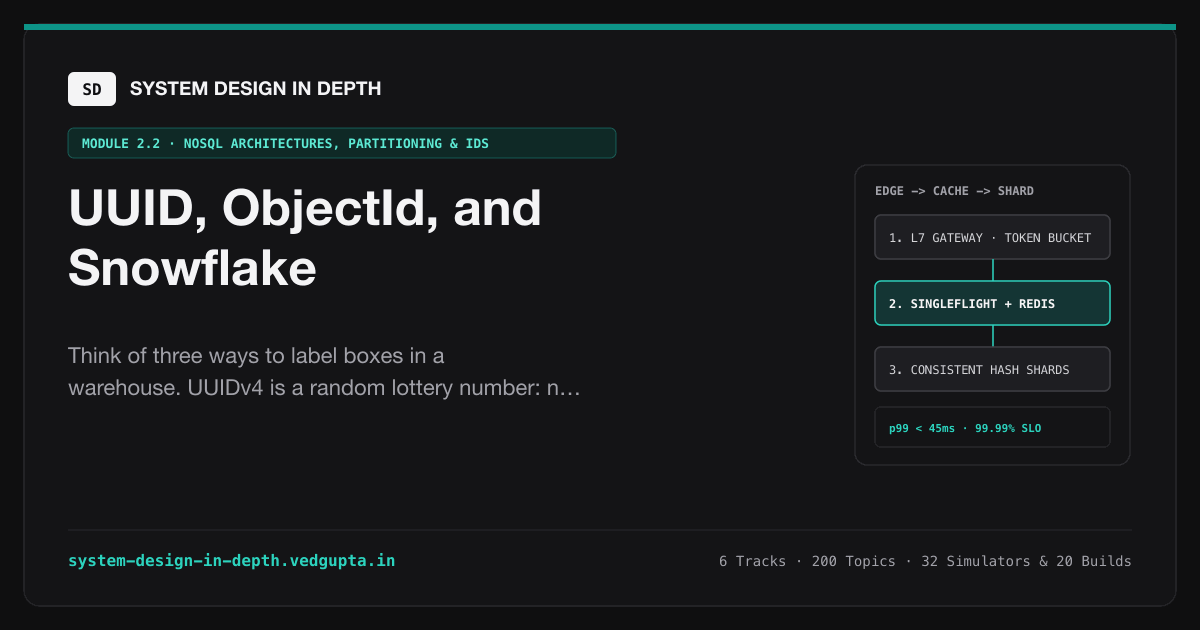 SD SYSTEM DESIGN IN DEPTH
MODULE 2.2 · NOSQL ARCHITECTURES, PARTITIONING & IDS
UUID, ObjectId, and
Snowflake
Think of three ways to label boxes in a
warehouse. UUIDv4 is a random lottery number: n...
EDGE -> CACHE -> SHARD
1. L7 GATEWAY · TOKEN BUCKET
2. SINGLEFLIGHT + REDIS
3. CONSISTENT HASH SHARDS
p99 < 45ms · 99.99% SLO
system-design-in-depth.vedgupta.in
6 Tracks · 200 Topics · 32 Simulators & 20 Builds